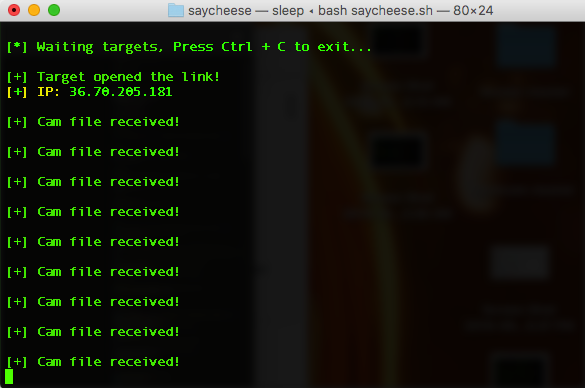 saycheese — sleep ◂ bash saycheese.sh — 80×24
[*] Waiting targets, Press Ctrl + C to exit...
[+] Target opened the link!
[+] IP: 36.70.205.181
[+] Cam file received!
[+] Cam file received!
[+] Cam file received!
[+] Cam file received!
[+] Cam file received!
[+] Cam file received!
[+] Cam file received!
[+] Cam file received!
[+] Cam file received!